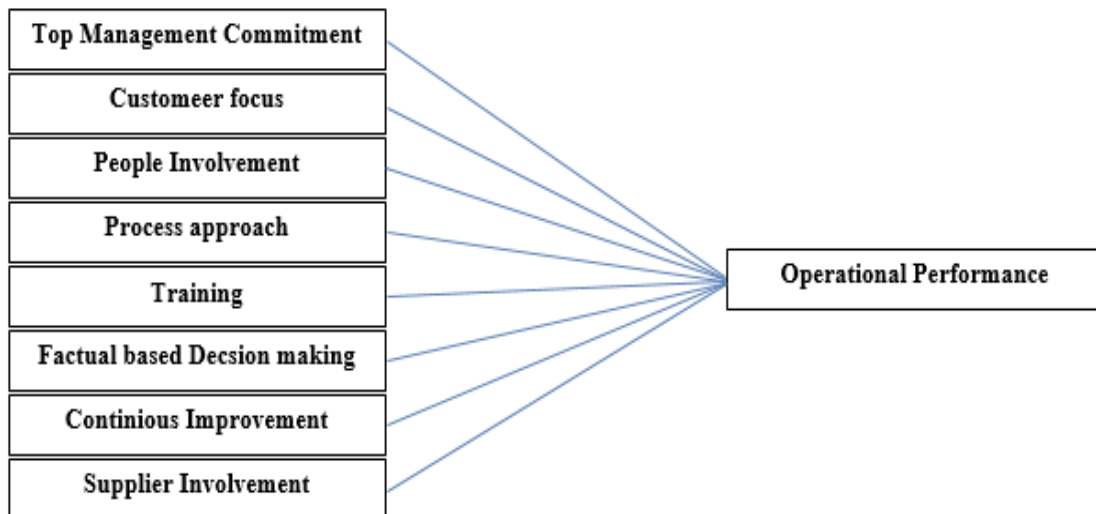 Top Management Commitment
Customeer focus
People Involvement
Process approach
Training
Factual based Decsion making
Continious Improvement
Supplier Involvement
Operational Performance